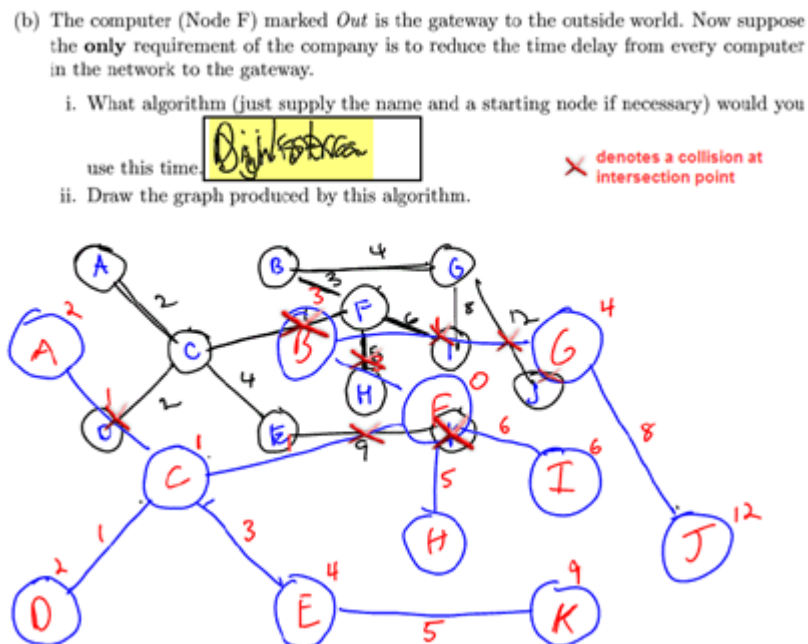 (b) The computer (Node F) marked Out is the gateway to the outside world. Now suppose
the only requirement of the company is to reduce the time delay from every computer
in the network to the gateway.
i. What algorithm (just supply the name and a starting node if necessary) would you
use this time.
denotes a collision at
intersection point
ii. Draw the graph produced by this algorithm.
A 2 B 4 G
3 3 F 6 8 12
2 A C B G 4
2 4 H J
E 9 0
1 C 6 I 6
5 8
1 3 H J 12
2 D 4 E 5 9 K